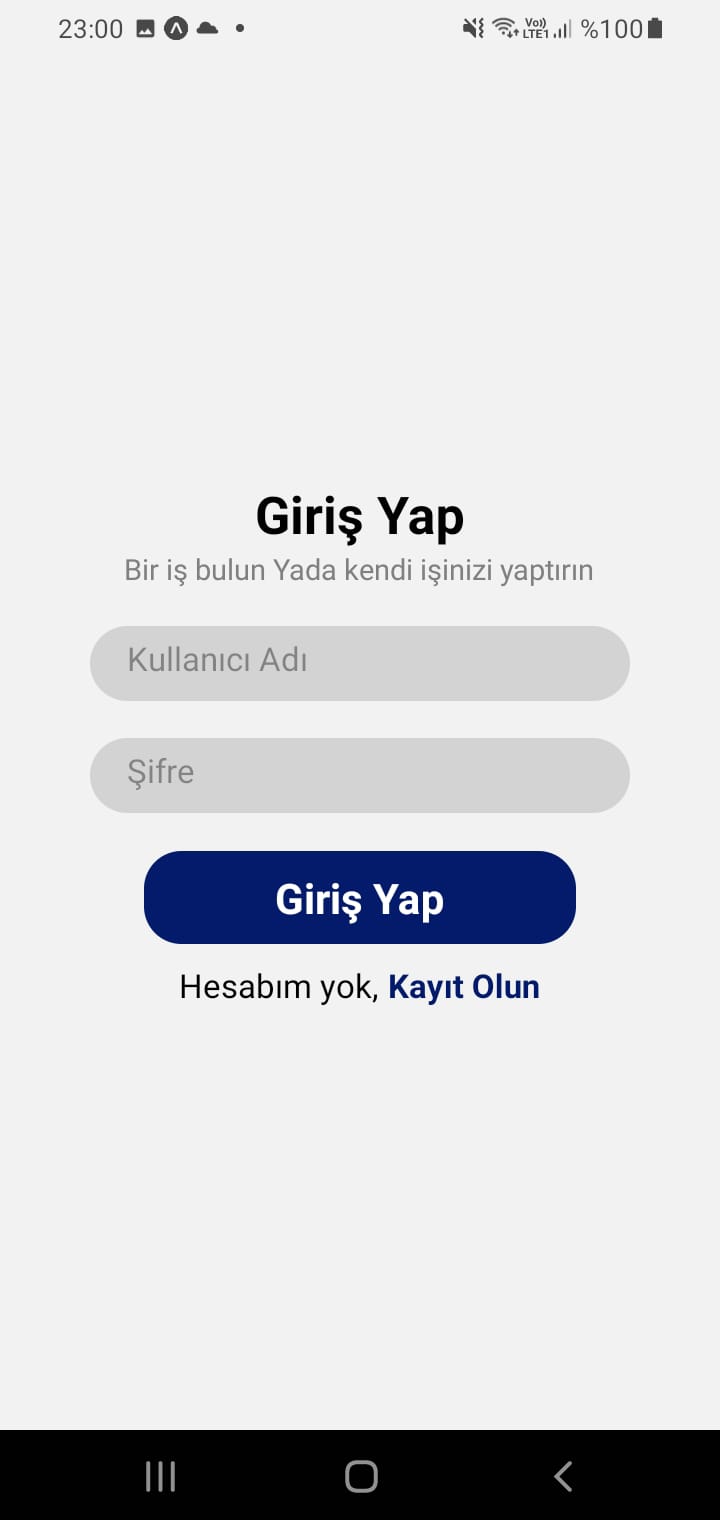 23:00 Vo)) LTE1 %100
Giriş Yap
Bir iş bulun Yada kendi işinizi yaptırın
Kullanıcı Adı
Şifre
Giriş Yap
Hesabım yok, Kayıt Olun